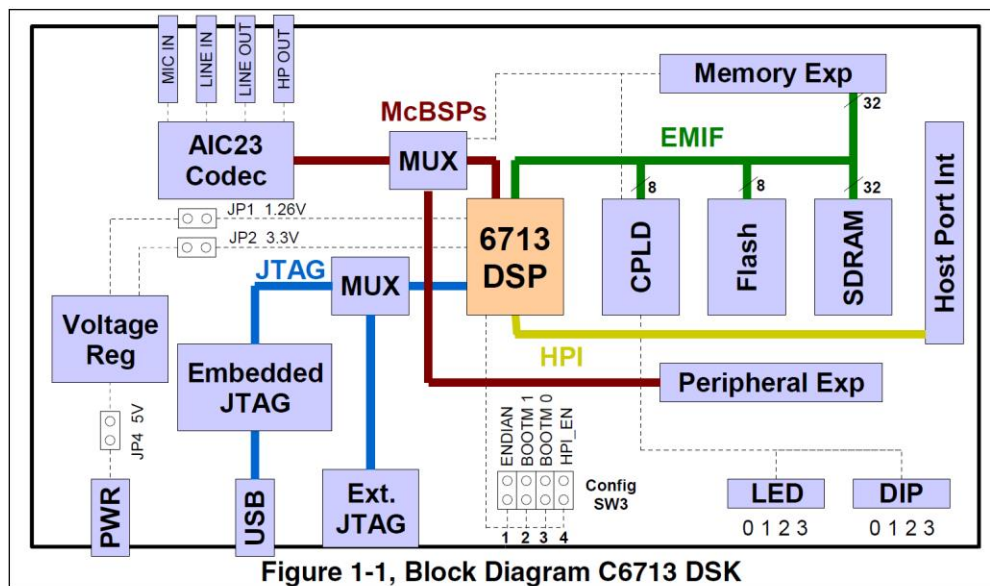 MIC IN
LINE IN
LINE OUT
HP OUT
AIC23
Codec
McBSPs
MUX
Memory Exp
32
EMIF
8
8
32
JP1 1.26V
JP2 3.3V
6713
DSP
CPLD
Flash
SDRAM
Host Port Int
JTAG
MUX
Voltage
Reg
HPI
Embedded
JTAG
Peripheral Exp
JP4 5V
ENDIAN
BOOTM 1
BOOTM 0
HPI_EN
Config
SW3
1 2 3 4
PWR
USB
Ext.
JTAG
LED
0 1 2 3
DIP
0 1 2 3
Figure 1-1, Block Diagram C6713 DSK